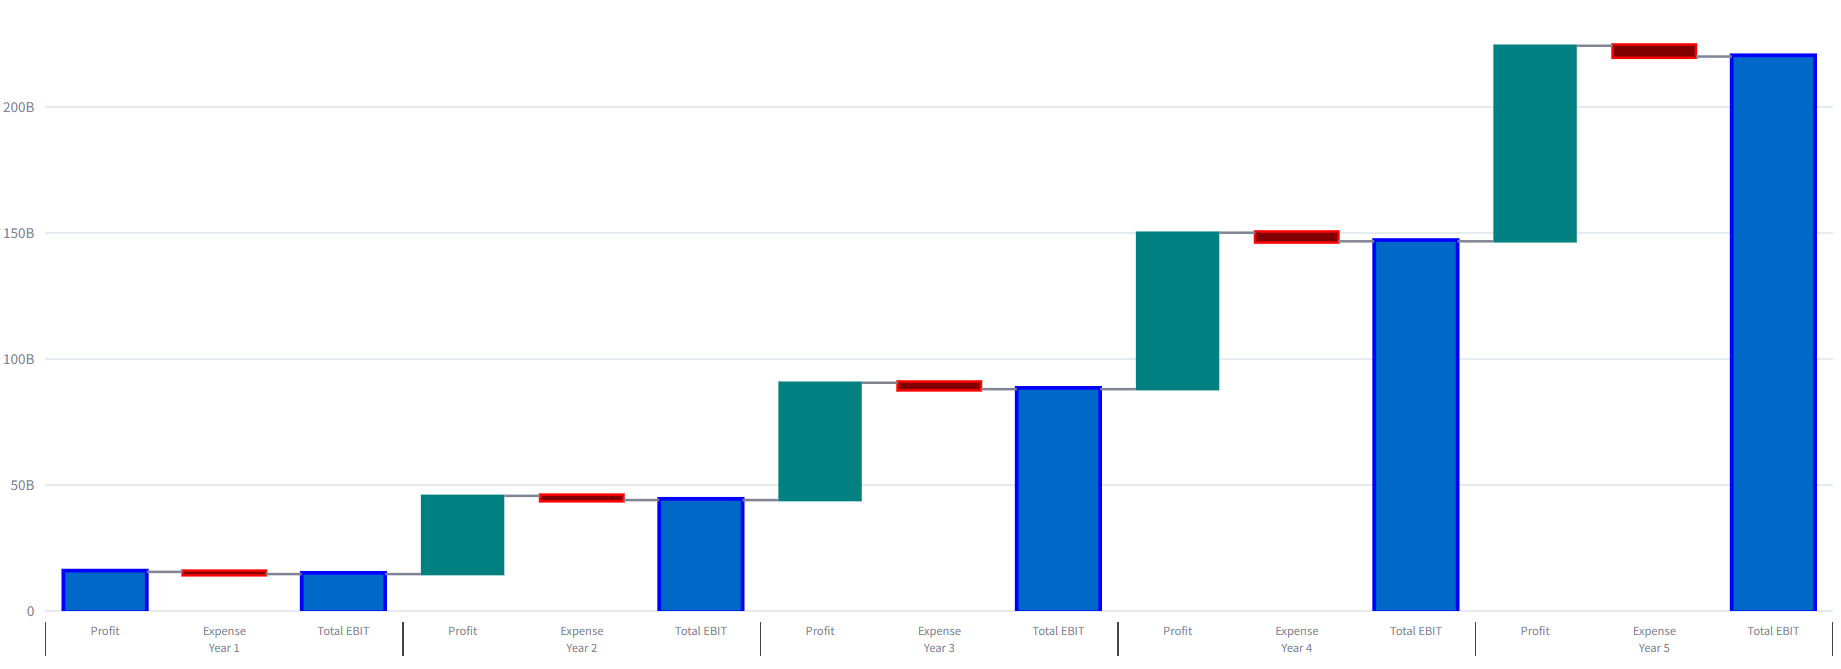 200B
150B
100B
50B
0
Profit Expense Total EBIT Profit Expense Total EBIT Profit Expense Total EBIT Profit Expense Total EBIT Profit Expense Total EBIT
Year 1 Year 2 Year 3 Year 4 Year 5